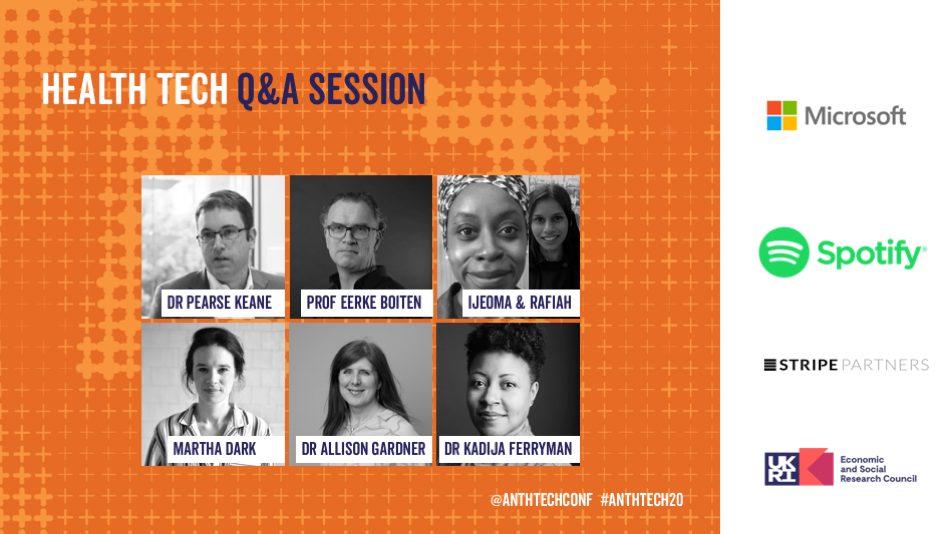 HEALTH TECH Q&A SESSION
DR PEARSE KEANE
PROF EERKE BOITEN
IJEOMA & RAFIAH
MARTHA DARK
DR ALLISON GARDNER
DR KADIJA FERRYMAN
@ANTHTECHCONF #ANTHTECH20
Microsoft
Spotify®
STRIPE PARTNERS
UK
RI
Economic
and Social
Research Council